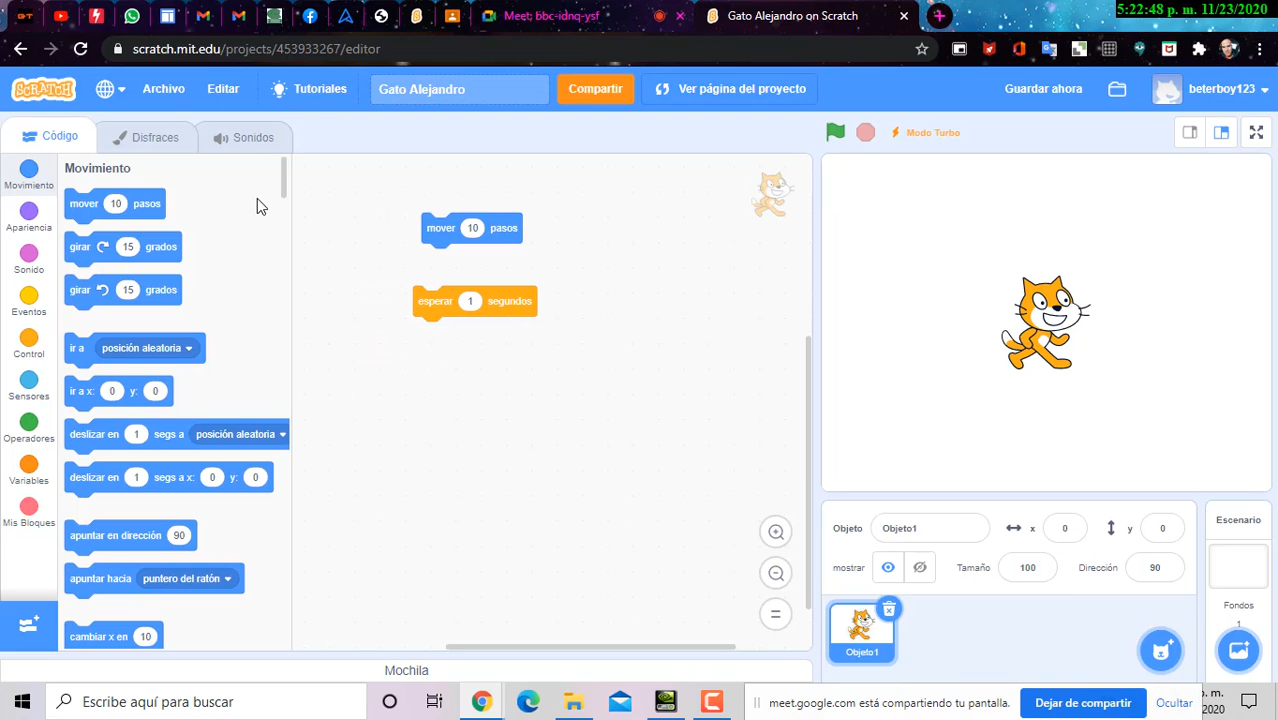 5:22:48 p. m. 11/23/2020
Meet: bbc-idnq-ysf
Gato Alejandro on Scratch
scratch.mit.edu/projects/453933267/editor
SCRATCH
Archivo
Editar
Tutoriales
Gato Alejandro
Compartir
Ver página del proyecto
Guardar ahora
beterboy123
Código
Disfraces
Sonidos
Modo Turbo
Movimiento
Apariencia
Sonido
Eventos
Control
Sensores
Operadores
Variables
Mis Bloques
Movimiento
mover 10 pasos
girar 15 grados
girar 15 grados
ir a posición aleatoria
ir a x: 0 y: 0
deslizar en 1 segs a posición aleatoria
deslizar en 1 segs a x: 0 y: 0
apuntar en dirección 90
apuntar hacia puntero del ratón
cambiar x en 10
mover 10 pasos
esperar 1 segundos
Objeto Objeto1 x 0 y 0
mostrar Tamaño 100 Dirección 90
Objeto1
Escenario
Fondos
1
Mochila
Escribe aquí para buscar
meet.google.com está compartiendo tu pantalla.
Dejar de compartir
Ocultar
p. m.
2020